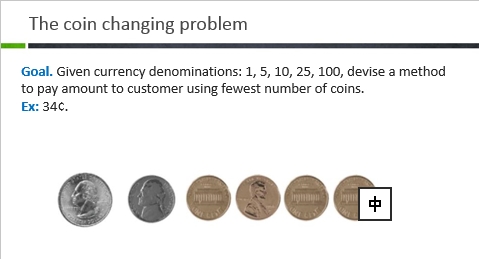 The coin changing problem
Goal. Given currency denominations: 1, 5, 10, 25, 100, devise a method
to pay amount to customer using fewest number of coins.
Ex: 34¢.
中